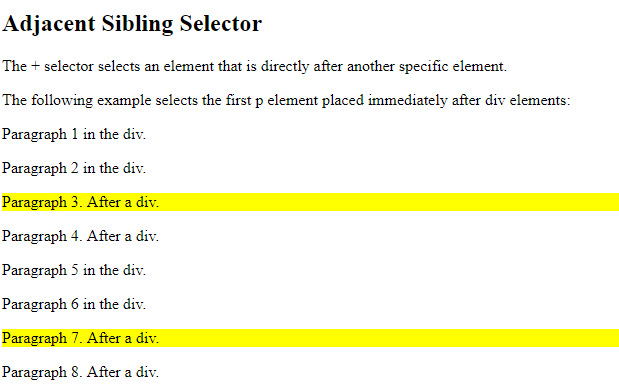 Adjacent Sibling Selector
The + selector selects an element that is directly after another specific element.
The following example selects the first p element placed immediately after div elements:
Paragraph 1 in the div.
Paragraph 2 in the div.
Paragraph 3. After a div.
Paragraph 4. After a div.
Paragraph 5 in the div.
Paragraph 6 in the div.
Paragraph 7. After a div.
Paragraph 8. After a div.